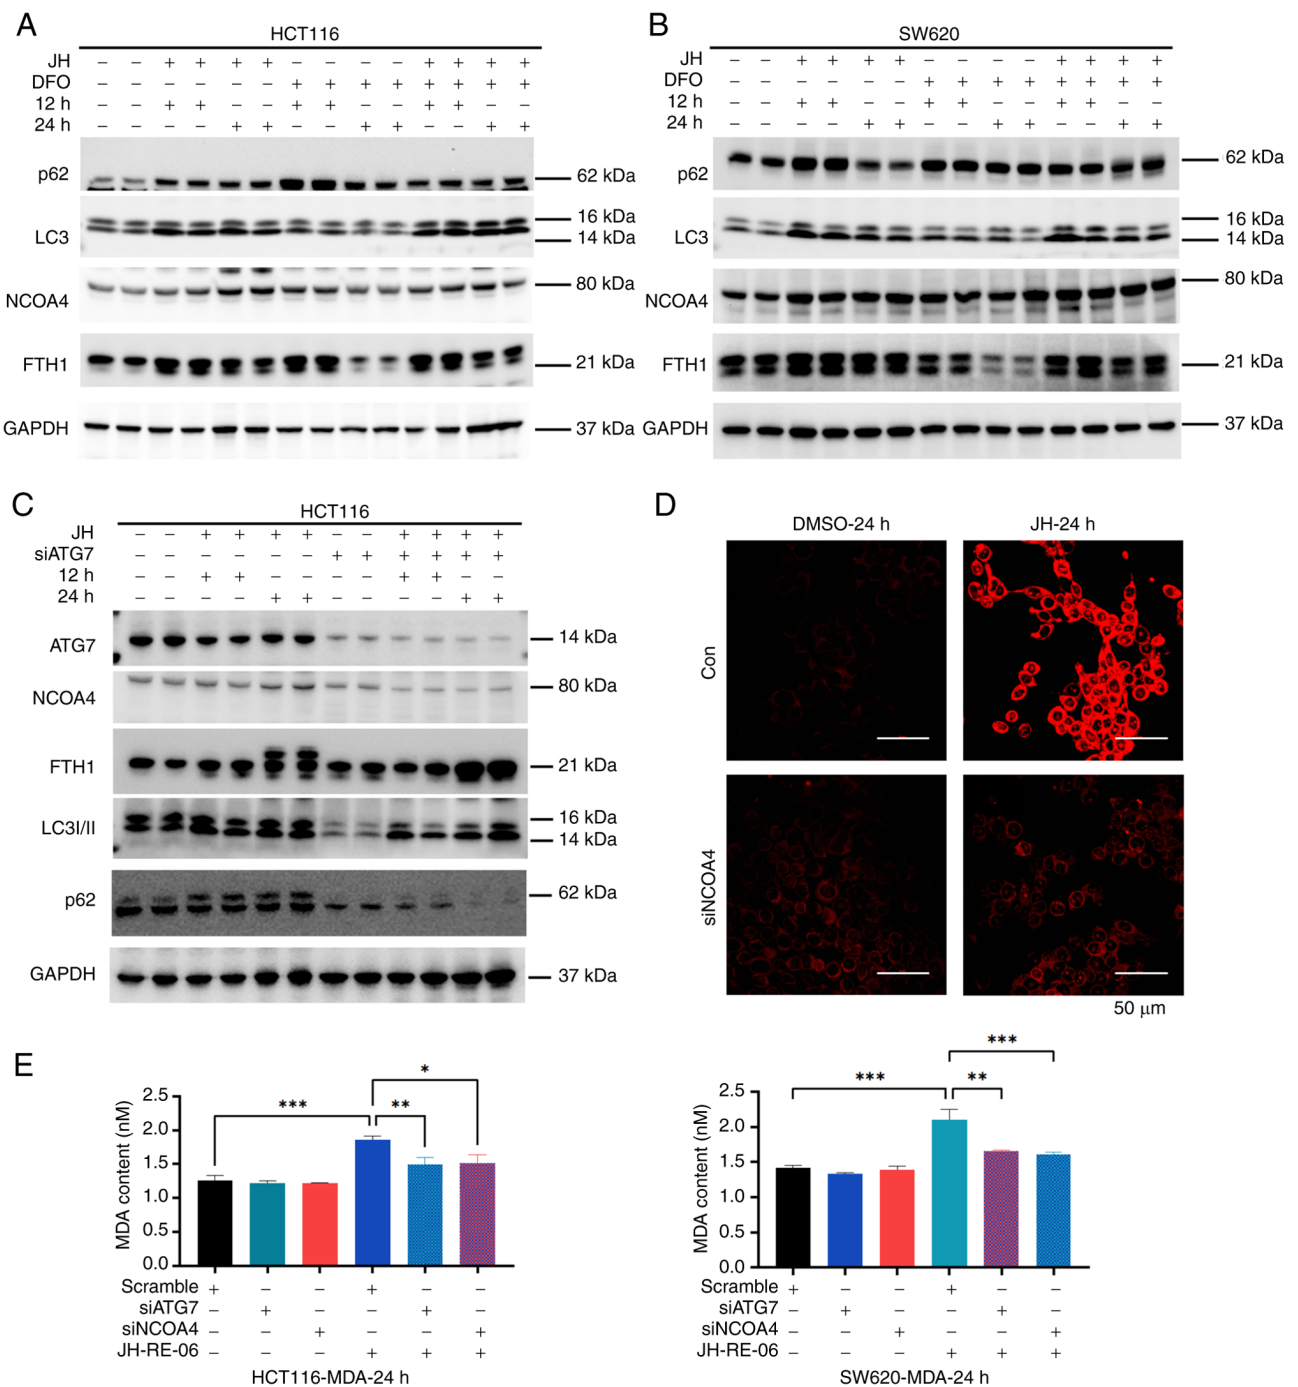 A
HCT116
JH – – + + + + – – – – + + + +
DFO – – – – – – + + + + + + + +
12 h – – + + – – + + – – + + – –
24 h – – – – + + – – + + – – + +
p62
62 kDa
LC3
16 kDa
14 kDa
NCOA4
80 kDa
FTH1
21 kDa
GAPDH
37 kDa
B
SW620
JH – – + + + + – – – – + + + +
DFO – – – – – – + + + + + + + +
12 h – – + + – – + + – – + + – –
24 h – – – – + + – – + + – – + +
p62
62 kDa
LC3
16 kDa
14 kDa
NCOA4
80 kDa
FTH1
21 kDa
GAPDH
37 kDa
C
HCT116
JH – – + + + + – – + + + +
siATG7 – – – – – – + + + + + +
12 h – – + + – – – – + + – –
24 h – – – – + + – – – – + +
ATG7
14 kDa
NCOA4
80 kDa
FTH1
21 kDa
LC3I/II
16 kDa
14 kDa
p62
62 kDa
GAPDH
37 kDa
D
DMSO-24 h
JH-24 h
Con
siNCOA4
50 μm
E
MDA content (nM)
2.5
2.0
1.5
1.0
0.5
0.0
***
**
*
Scramble + – – + – –
siATG7 – + – – + –
siNCOA4 – – + – – +
JH-RE-06 – – – + + +
HCT116-MDA-24 h
MDA content (nM)
2.5
2.0
1.5
1.0
0.5
0.0
***
**
***
Scramble + – – + – –
siATG7 – + – – + –
siNCOA4 – – + – – +
JH-RE-06 – – – + + +
SW620-MDA-24 h